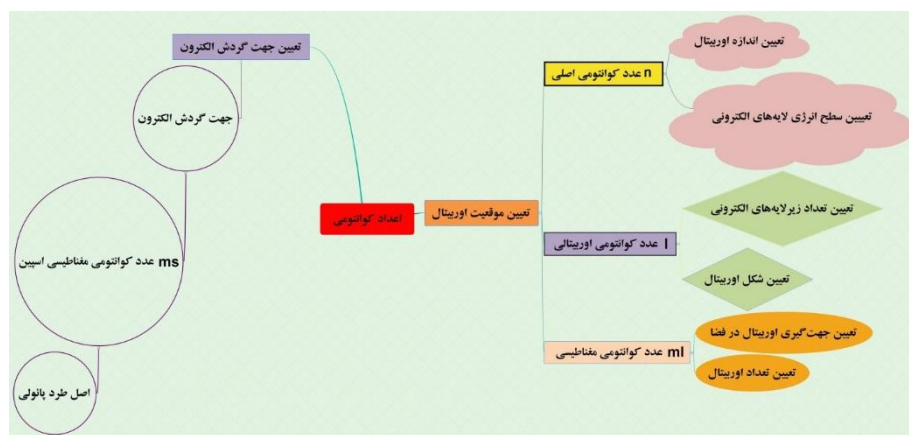 اعداد کوانتومی
تعیین موقعیت اوربیتال
n عدد کوانتومی اصلی
تعیین اندازه اوربیتال
تعییین سطح انرژی لایه‌های الکترونی
l عدد کوانتومی اوربیتالی
تعیین تعداد زیرلایه‌های الکترونی
تعیین شکل اوربیتال
ml عدد کوانتومی مغناطیسی
تعیین جهت‌گیری اوربیتال در فضا
تعیین تعداد اوربیتال
تعیین جهت گردش الکترون
جهت گردش الکترون
ms عدد کوانتومی مغناطیسی اسپین
اصل طرد پائولی